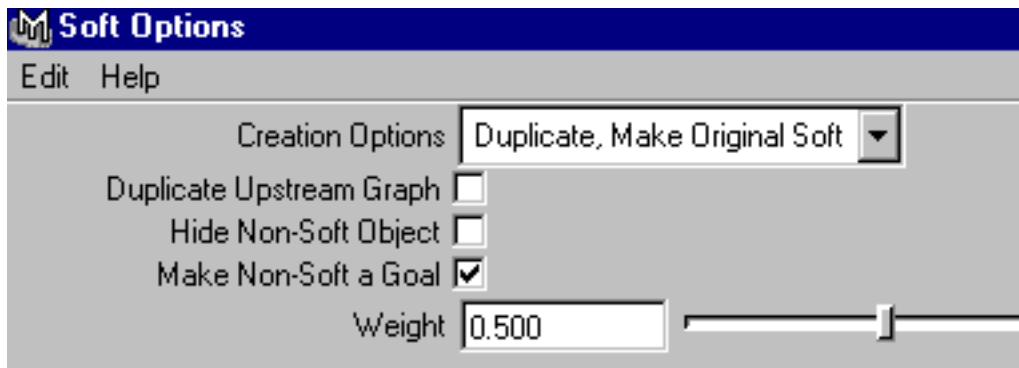 Soft Options
Edit Help
Creation Options Duplicate, Make Original Soft
Duplicate Upstream Graph
Hide Non-Soft Object
Make Non-Soft a Goal
Weight 0.500